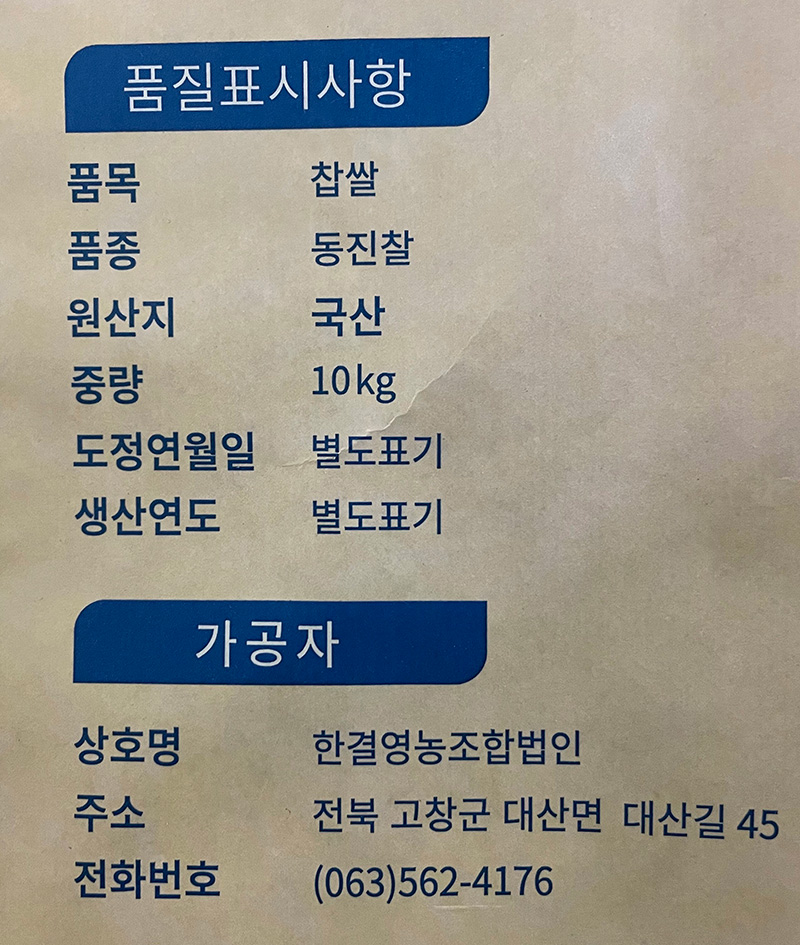 품질표시사항
품목 찹쌀
품종 동진찰
원산지 국산
중량 10kg
도정연월일 별도표기
생산연도 별도표기
가공자
상호명 한결영농조합법인
주소 전북 고창군 대산면 대산길 45
전화번호 (063)562-4176